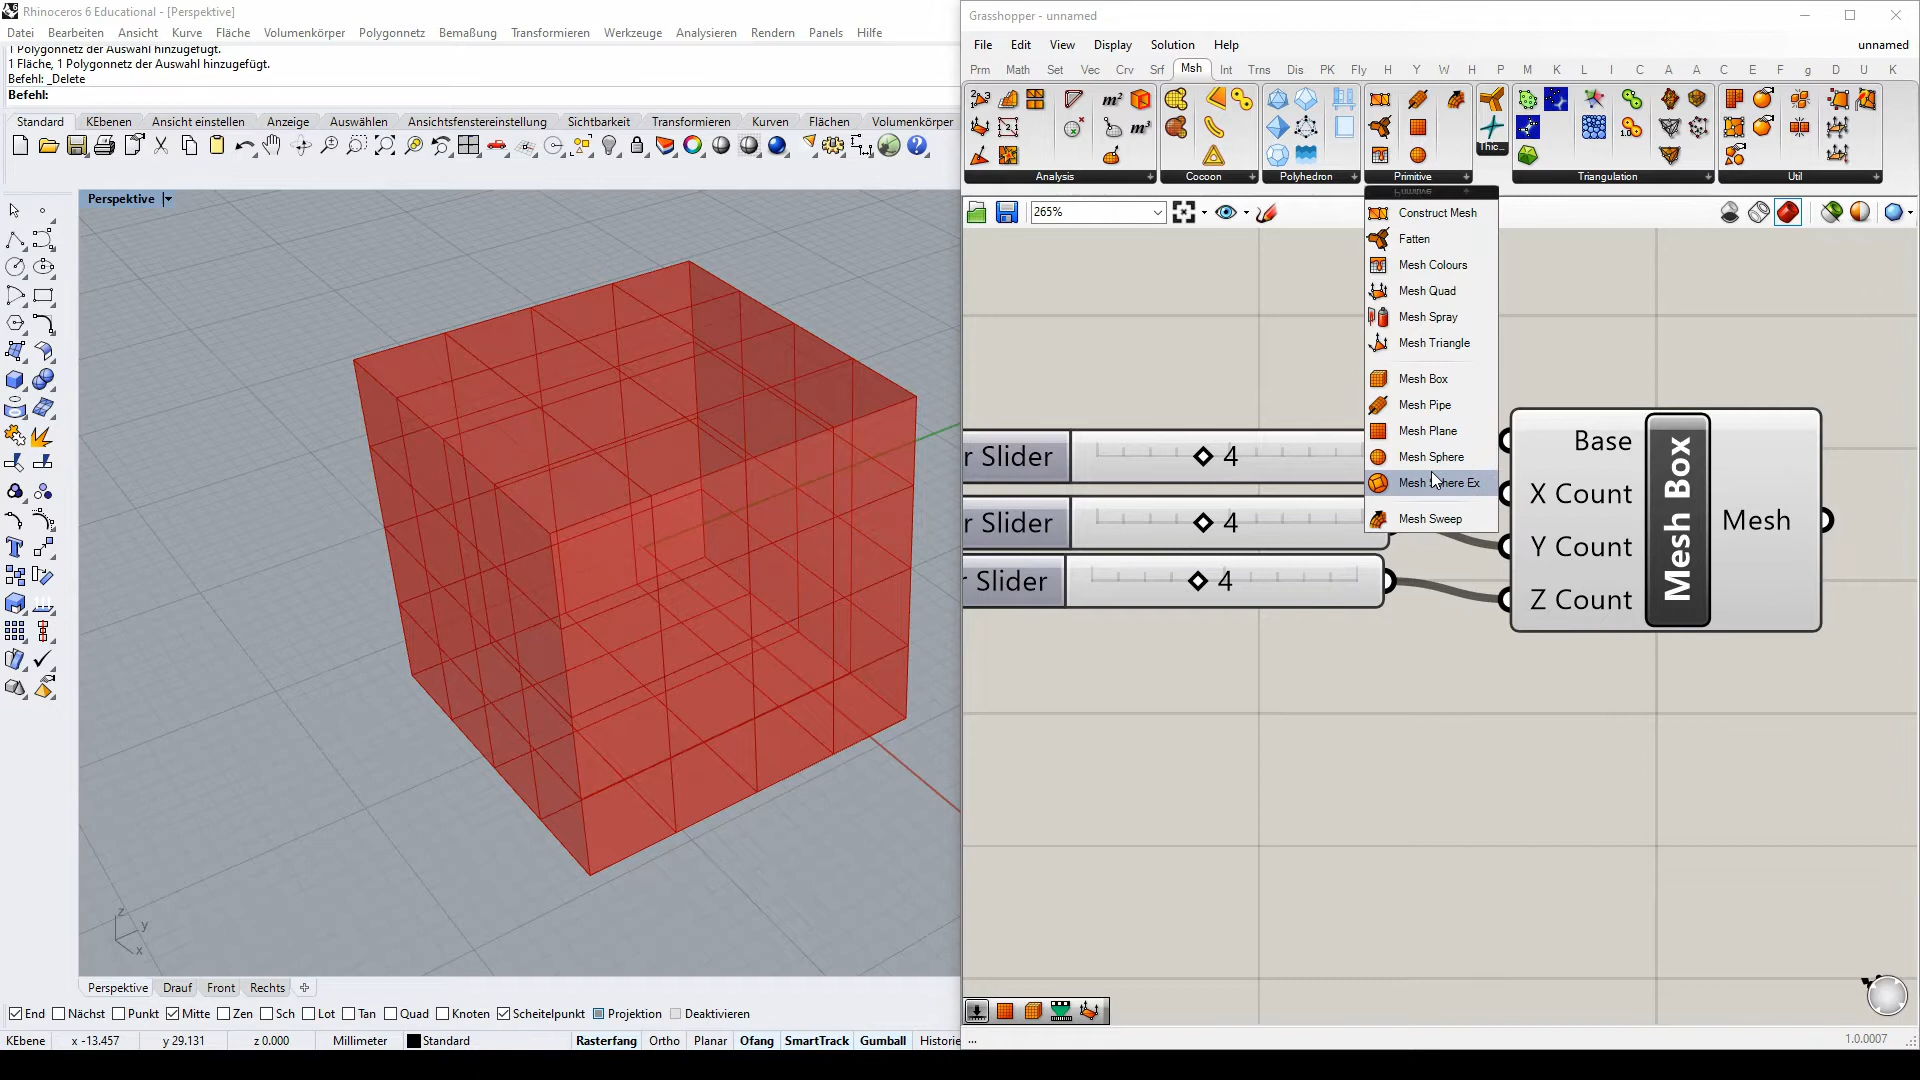 Rhinoceros 6 Educational - [Perspektive]
Datei Bearbeiten Ansicht Kurve Fläche Volumenkörper Polygonnetz Bemaßung Transformieren Werkzeuge Analysieren Rendern Panels Hilfe
1 Polygonnetz der Auswahl hinzugefügt.
1 Fläche, 1 Polygonnetz der Auswahl hinzugefügt.
Befehl: _Delete
Befehl:
Standard KEbenen Ansicht einstellen Anzeige Auswählen Ansichtsfenstereinstellung Sichtbarkeit Transformieren Kurven Flächen Volumenkörper
Perspektive
z
y
x
Perspektive Drauf Front Rechts
End Nächst Punkt Mitte Zen Sch Lot Tan Quad Knoten Scheitelpunkt Projektion Deaktivieren
KEbene x -13.457 y 29.131 z 0.000 Millimeter Standard Rasterfang Ortho Planar Ofang SmartTrack Gumball Historie
Grasshopper - unnamed
File Edit View Display Solution Help unnamed
Prm Math Set Vec Crv Srf Msh Int Trns Dis PK Fly H Y W H P M K L I C A A C E F g D U K
m²
m³
Thic...
Analysis Cocoon Polyhedron Primitive Triangulation Util
265%
Construct Mesh
Fatten
Mesh Colours
Mesh Quad
Mesh Spray
Mesh Triangle
Mesh Box
Mesh Pipe
Mesh Plane
Mesh Sphere
Mesh Sphere Ex
Mesh Sweep
r Slider 4
r Slider 4
r Slider 4
Base
X Count
Y Count
Z Count
Mesh Box
Mesh
...
1.0.0007